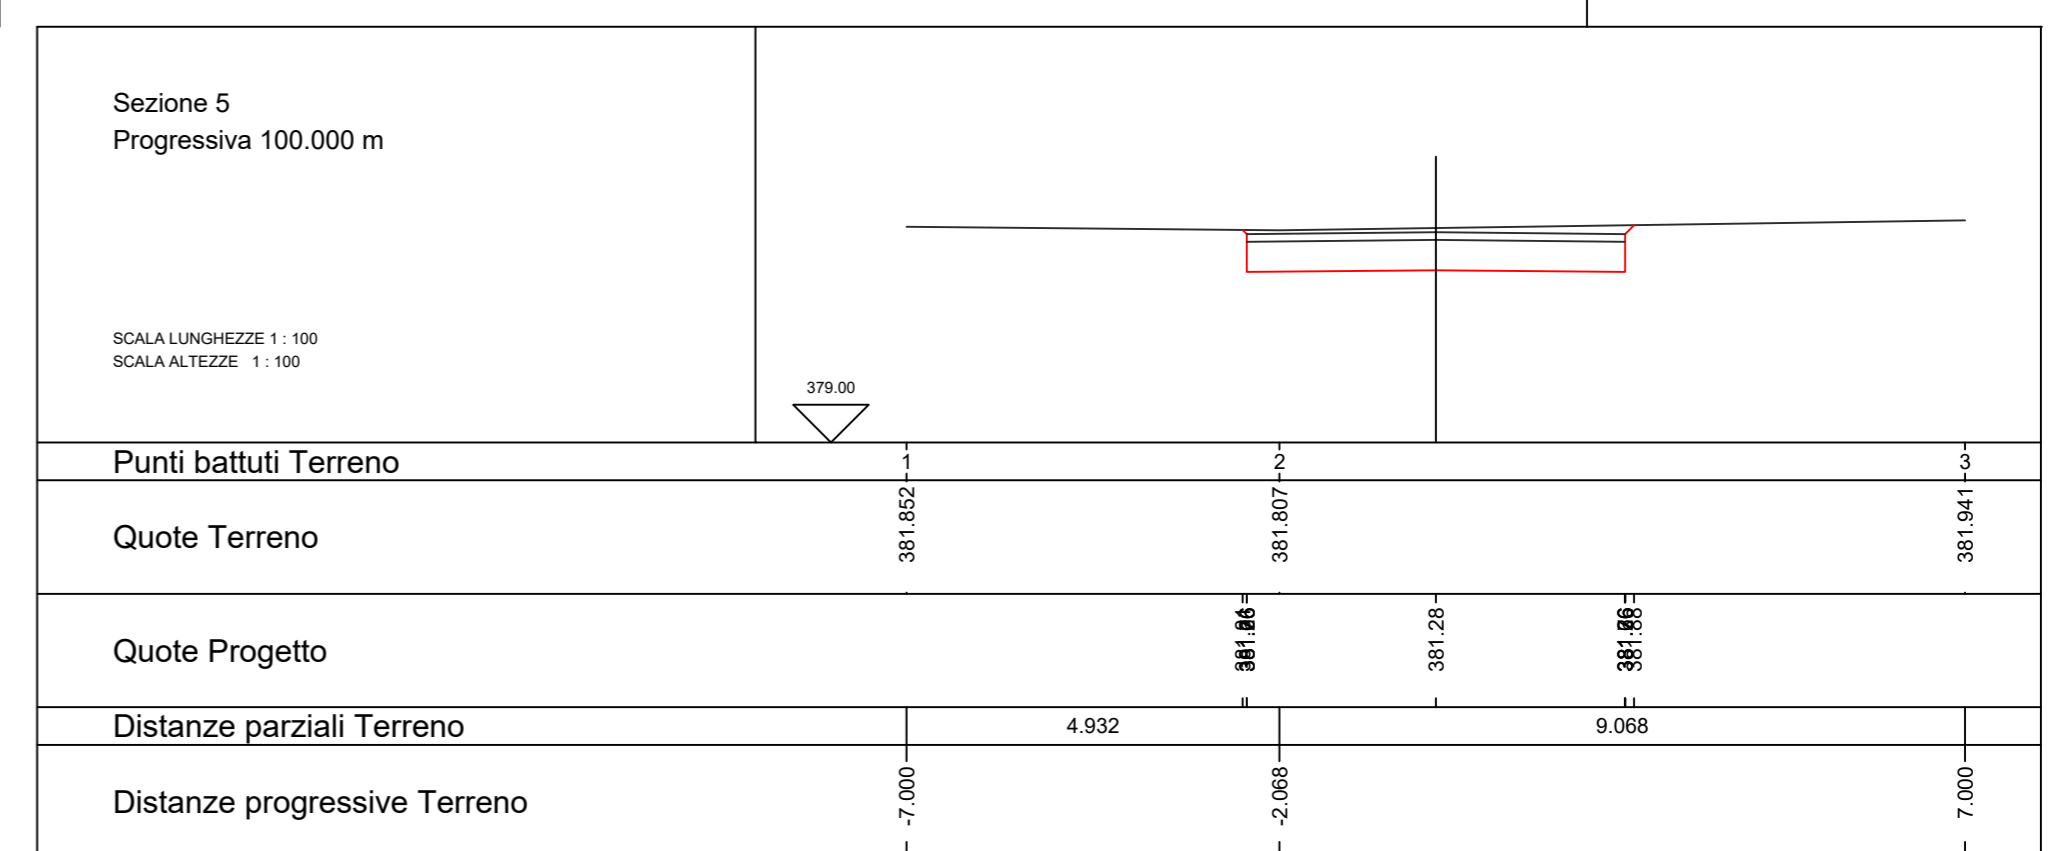 Sezione 5
Progressiva 100.000 m
SCALA LUNGHEZZE 1 : 100
SCALA ALTEZZE 1 : 100
379.00
Punti battuti Terreno 1 2 3
Quote Terreno 381.852 381.807 381.941
Quote Progetto 381.28 381.88
Distanze parziali Terreno 4.932 9.068
Distanze progressive Terreno -7.000 -2.068 7.000